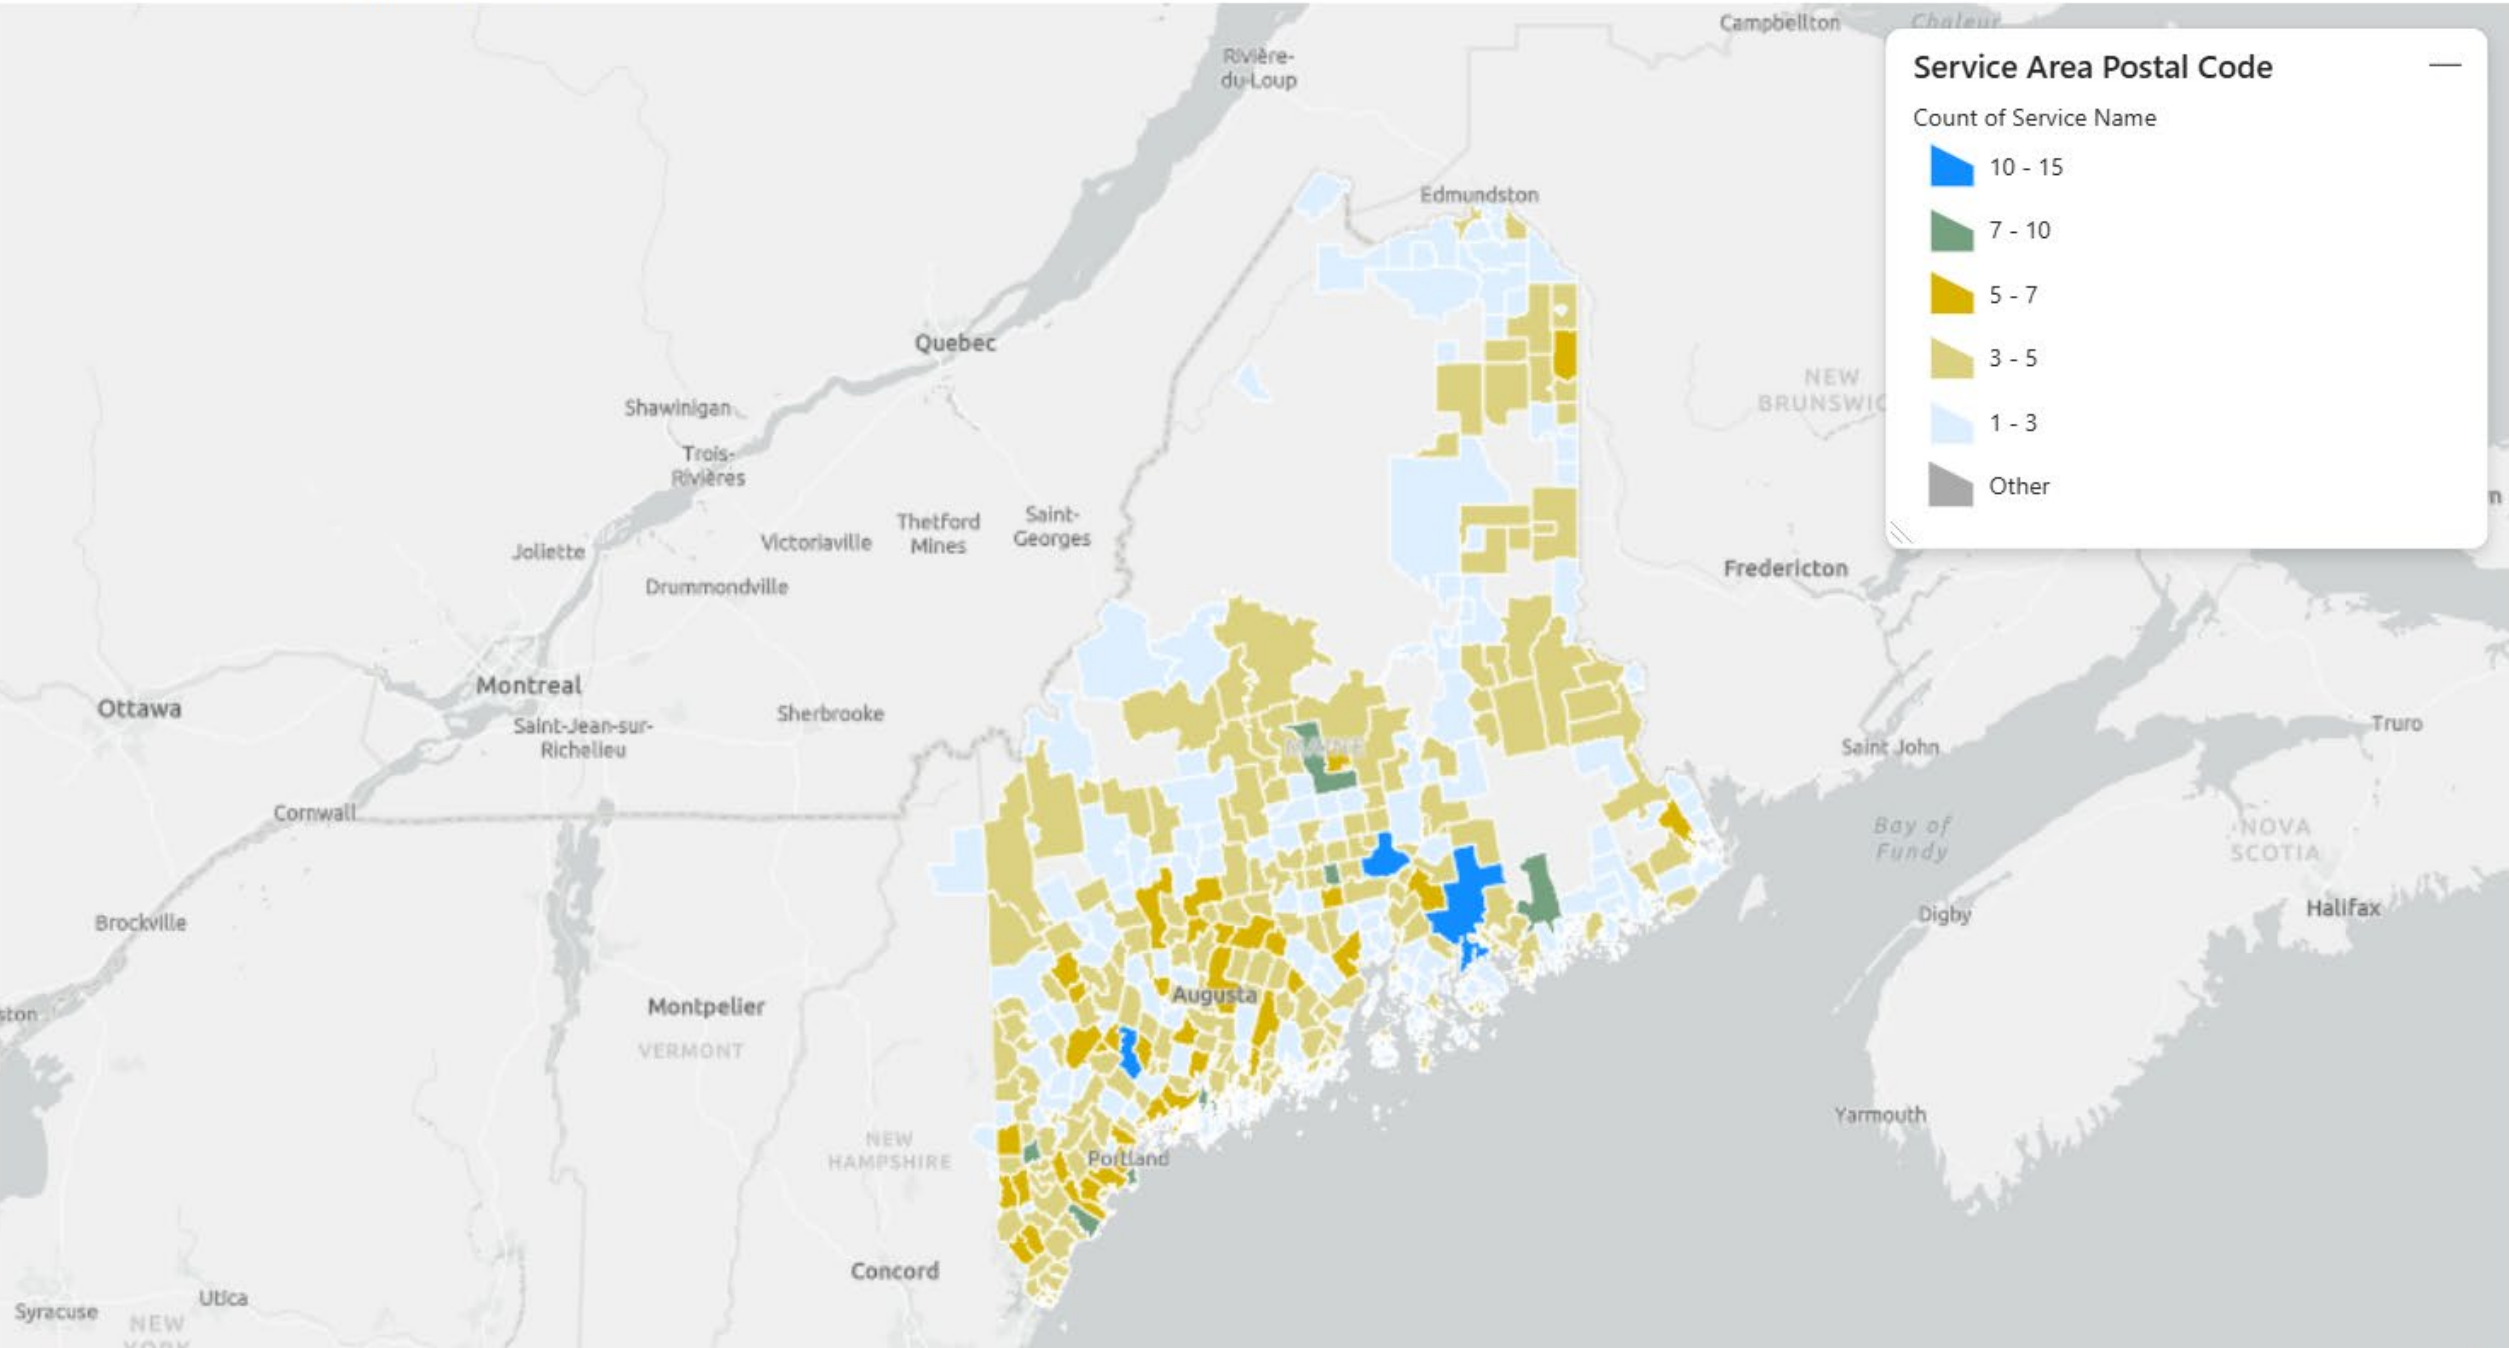 Campbellton
Chaleur
Rivière-
du-Loup
Service Area Postal Code
Count of Service Name
10 - 15
7 - 10
5 - 7
3 - 5
1 - 3
Other
Edmundston
Quebec
NEW
Shawinigan
Trois-
Rivières
Thetford
Mines
Saint-
Georges
Victoriaville
Joliette
Drummondville
Fredericton
Montreal
Ottawa
Saint-Jean-sur-
Richelieu
Sherbrooke
Truro
Saint John
MAINE
Cornwall
Bay of
Fundy
NOVA
SCOTIA
Brockville
Digby
Halifax
Augusta
Montpelier
VERMONT
Yarmouth
NEW
HAMPSHIRE
Portland
Concord
Utica
Syracuse
NEW